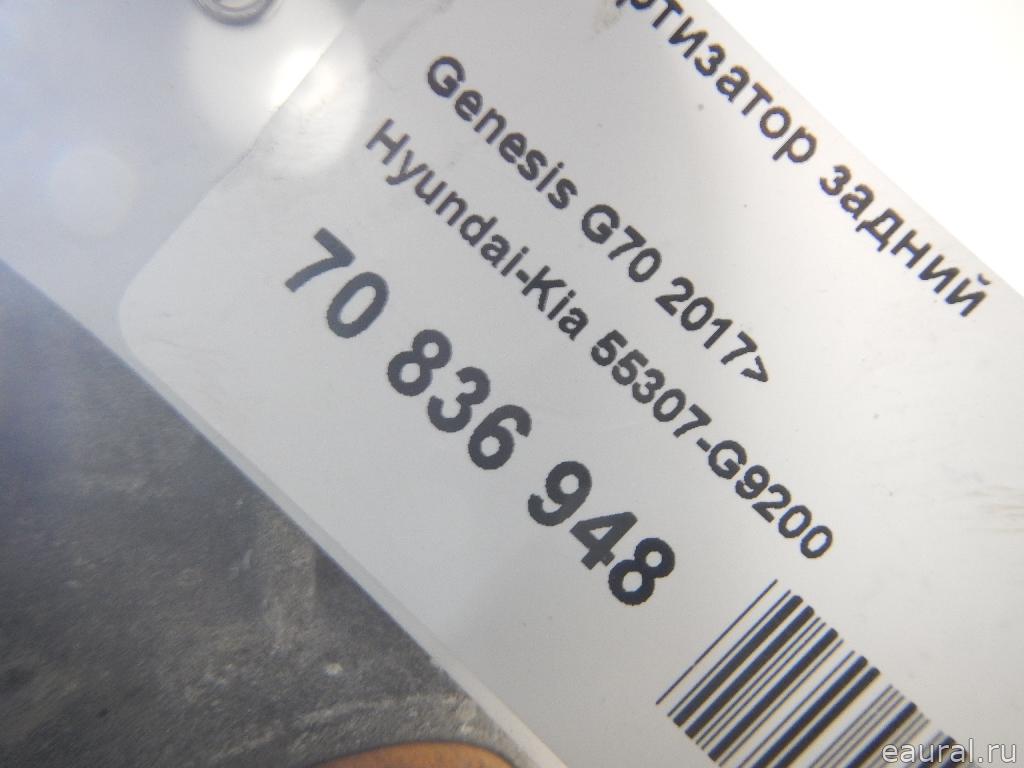 ртизатор задний
Genesis G70 2017>
Hyundai-Kia 55307-G9200
70 836 948
eaural.ru